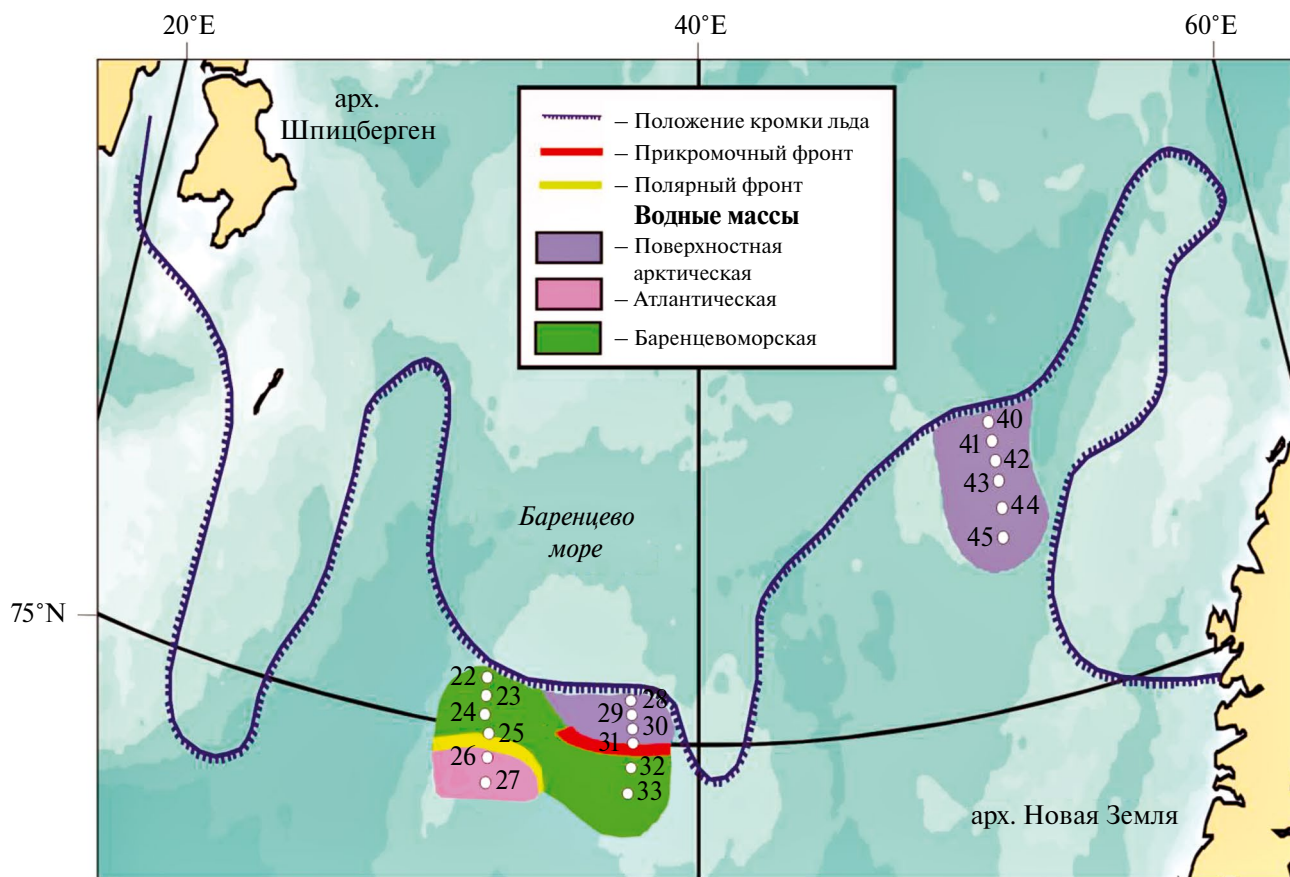 20°E 40°E 60°E
арх.
Шпицберген
– Положение кромки льда
– Прикромочный фронт
– Полярный фронт
Водные массы
– Поверхностная
арктическая
– Атлантическая
– Баренцевоморская
40
41
42
43
44
45
Баренцево
море
75°N
22
23
24
25
26
27
28
29
30
31
32
33
арх. Новая Земля